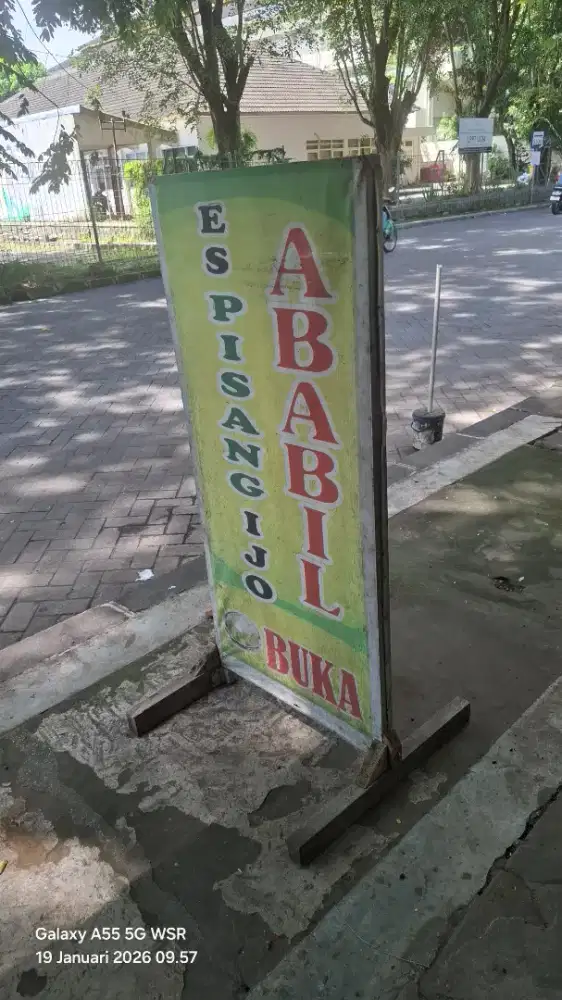 ES PISANG IJO
ABABIL
BUKA
Galaxy A55 5G WSR
19 Januari 2026 09.57